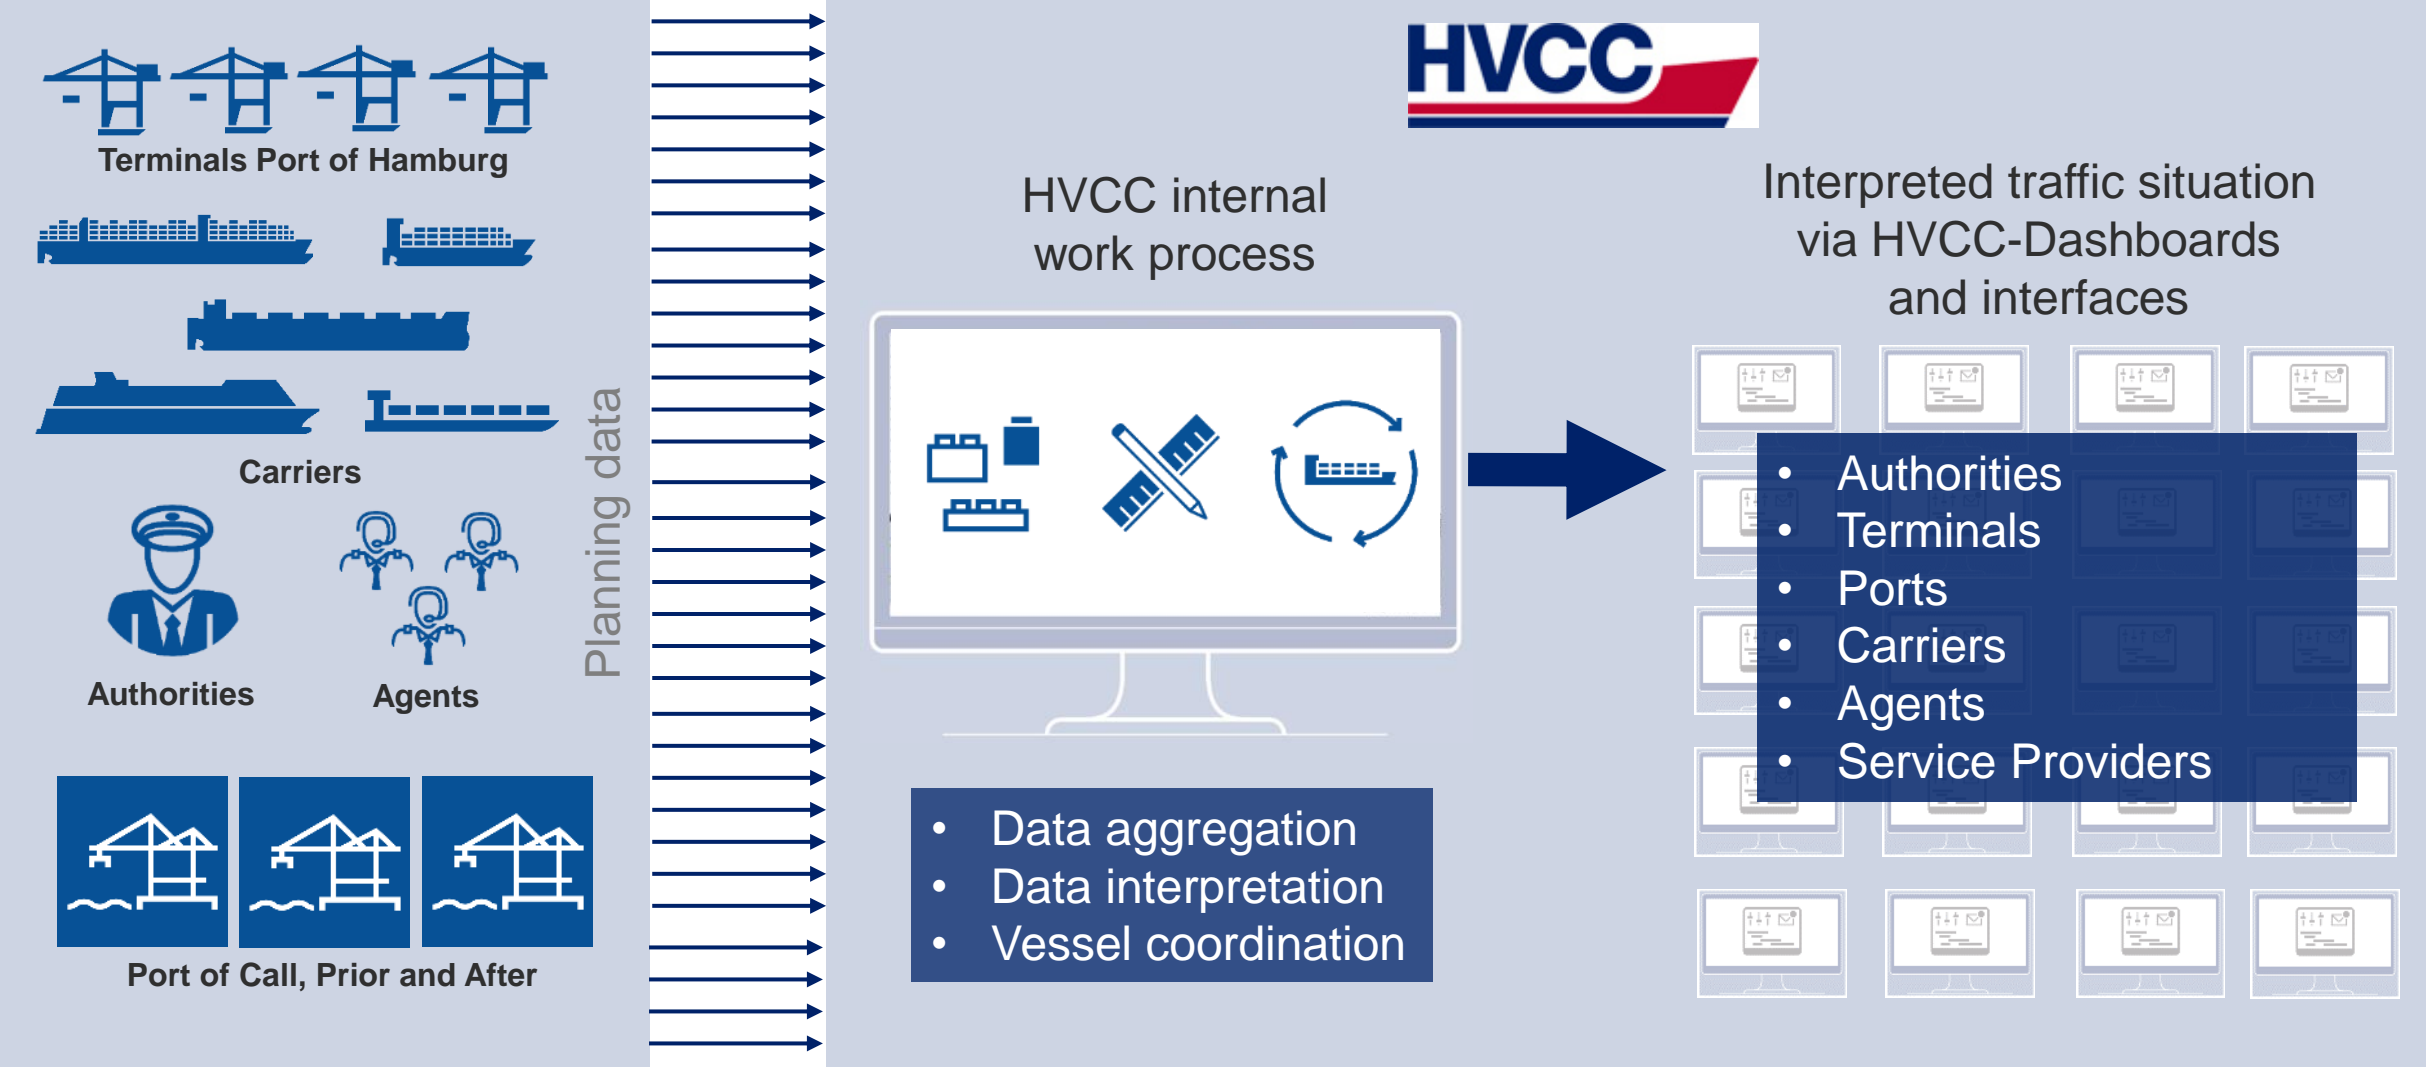 HVCC
Terminals Port of Hamburg
Carriers
Authorities
Agents
Port of Call, Prior and After
Planning data
HVCC internal
work process
• Data aggregation
• Data interpretation
• Vessel coordination
Interpreted traffic situation
via HVCC-Dashboards
and interfaces
• Authorities
• Terminals
• Ports
• Carriers
• Agents
• Service Providers